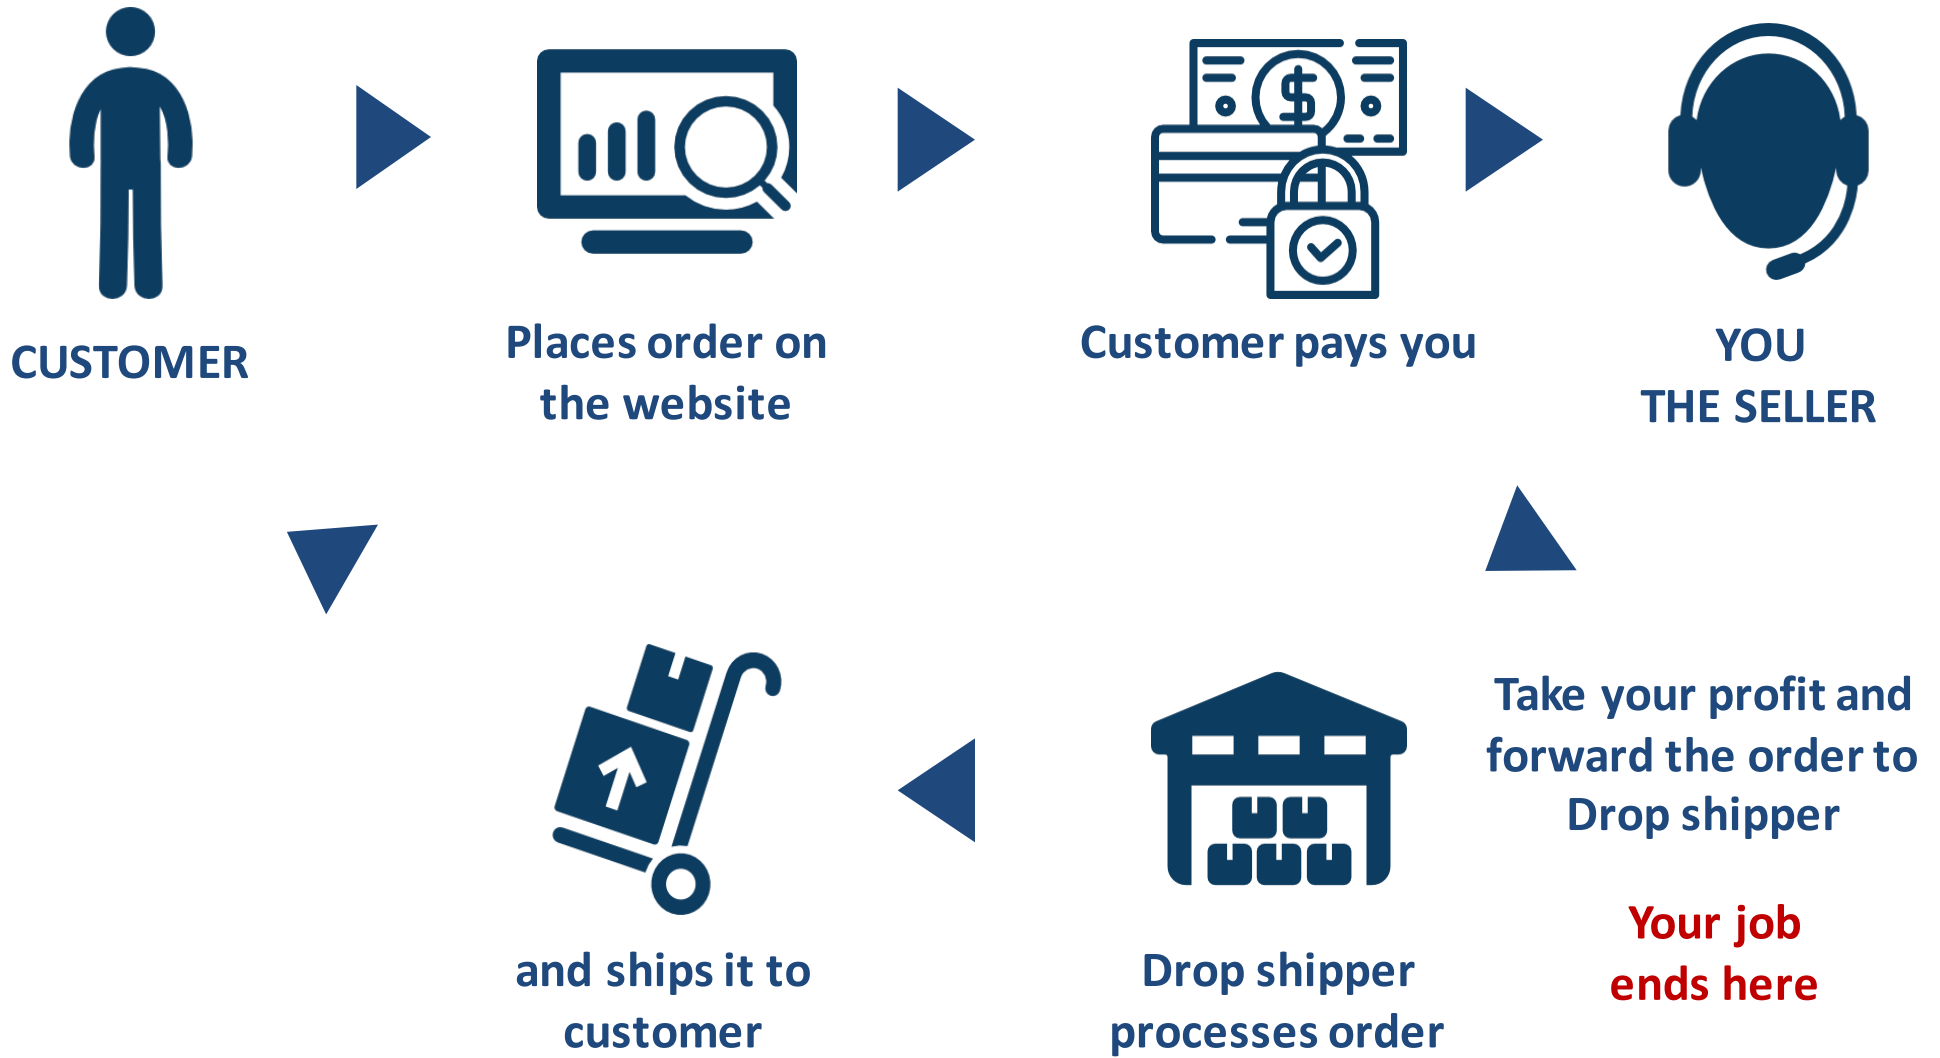 CUSTOMER
Places order on
the website
Customer pays you
YOU
THE SELLER
Take your profit and
forward the order to
Drop shipper
Your job
ends here
Drop shipper
processes order
and ships it to
customer